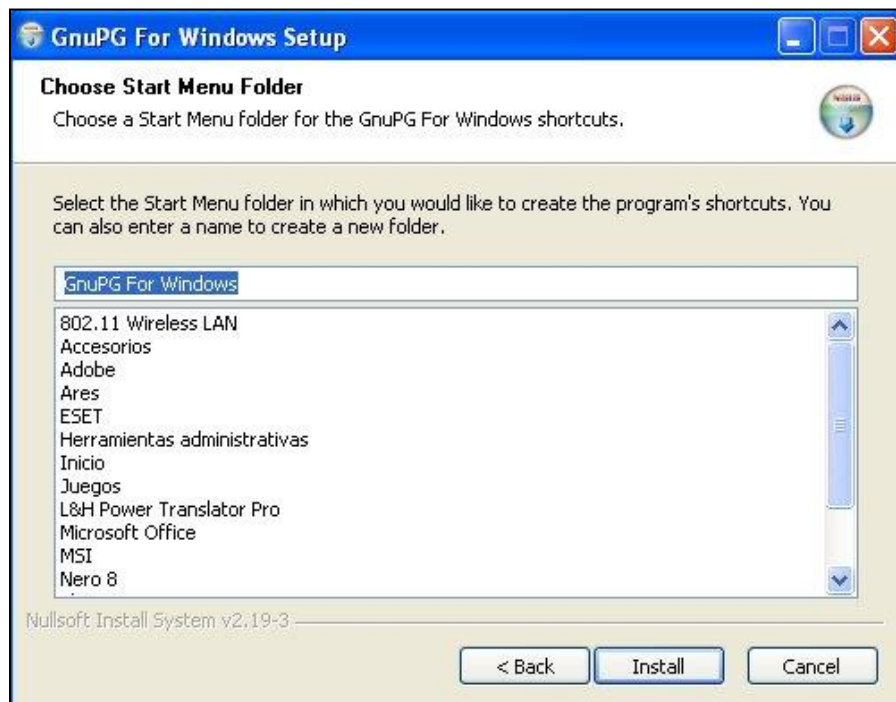 GnuPG For Windows Setup
Choose Start Menu Folder
Choose a Start Menu folder for the GnuPG For Windows shortcuts.
Select the Start Menu folder in which you would like to create the program's shortcuts. You
can also enter a name to create a new folder.
GnuPG For Windows
802.11 Wireless LAN
Accesorios
Adobe
Ares
ESET
Herramientas administrativas
Inicio
Juegos
L&H Power Translator Pro
Microsoft Office
MSI
Nero 8
Nullsoft Install System v2.19-3
< Back
Install
Cancel